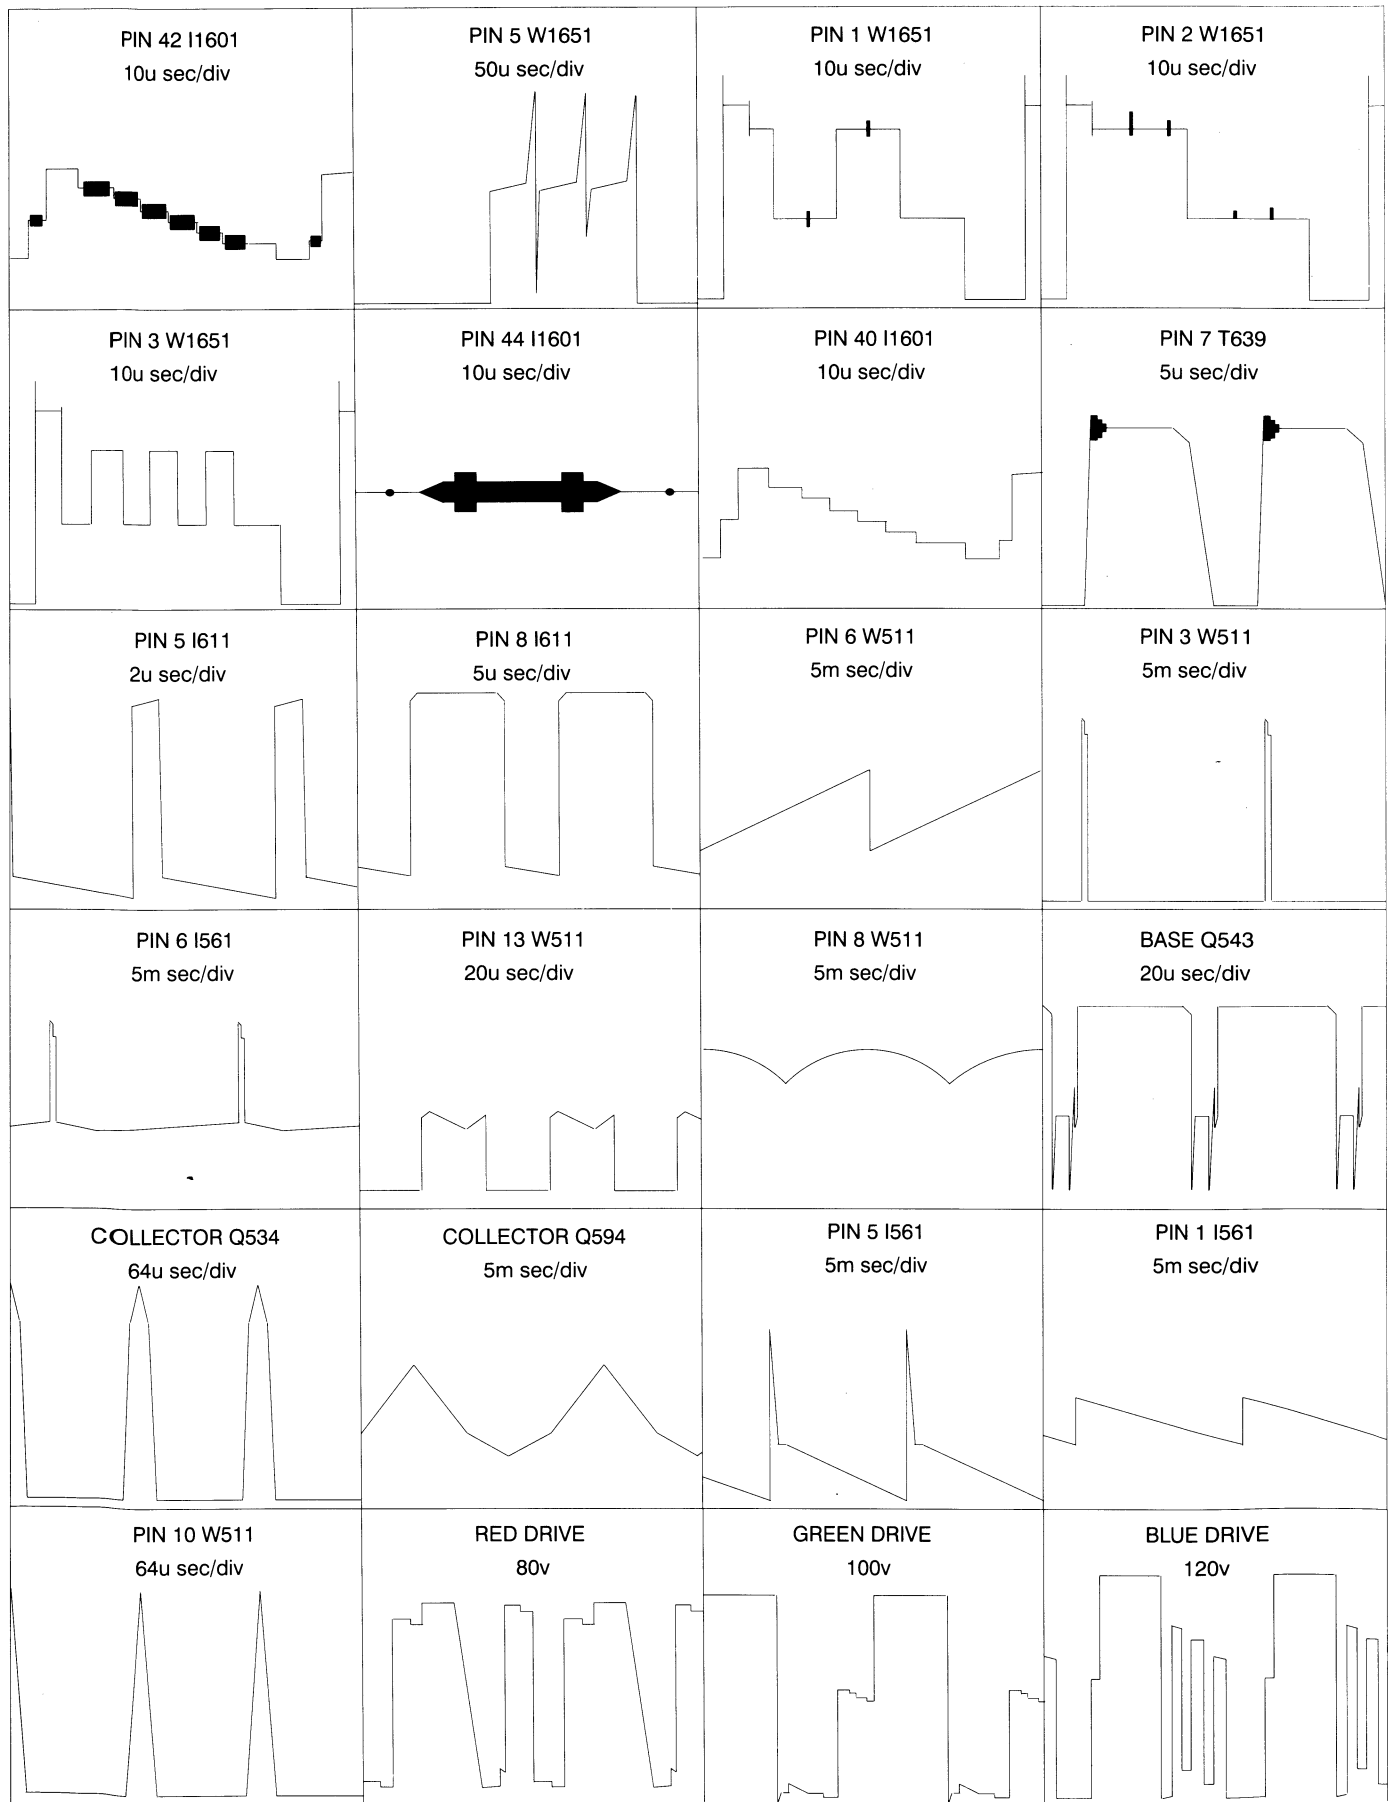 PIN 42 I1601
10u sec/div
PIN 5 W1651
50u sec/div
PIN 1 W1651
10u sec/div
PIN 2 W1651
10u sec/div
PIN 3 W1651
10u sec/div
PIN 44 I1601
10u sec/div
PIN 40 I1601
10u sec/div
PIN 7 T639
5u sec/div
PIN 5 I611
2u sec/div
PIN 8 I611
5u sec/div
PIN 6 W511
5m sec/div
PIN 3 W511
5m sec/div
PIN 6 I561
5m sec/div
PIN 13 W511
20u sec/div
PIN 8 W511
5m sec/div
BASE Q543
20u sec/div
COLLECTOR Q534
64u sec/div
COLLECTOR Q594
5m sec/div
PIN 5 I561
5m sec/div
PIN 1 I561
5m sec/div
PIN 10 W511
64u sec/div
RED DRIVE
80v
GREEN DRIVE
100v
BLUE DRIVE
120v